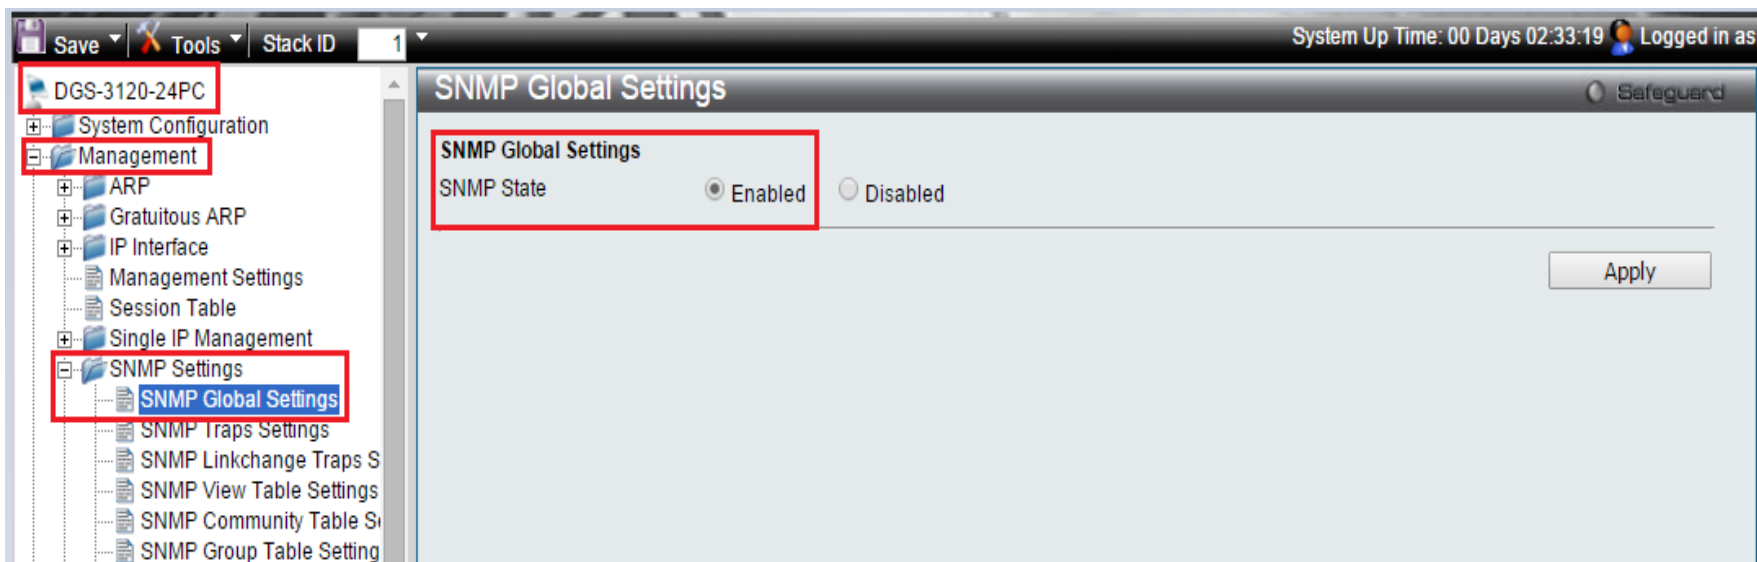 Save Tools Stack ID 1 System Up Time: 00 Days 02:33:19 Logged in as
DGS-3120-24PC
System Configuration
Management
ARP
Gratuitous ARP
IP Interface
Management Settings
Session Table
Single IP Management
SNMP Settings
SNMP Global Settings
SNMP Traps Settings
SNMP Linkchange Traps S
SNMP View Table Settings
SNMP Community Table Se
SNMP Group Table Setting
SNMP Global Settings Safeguard
SNMP Global Settings
SNMP State Enabled Disabled
Apply